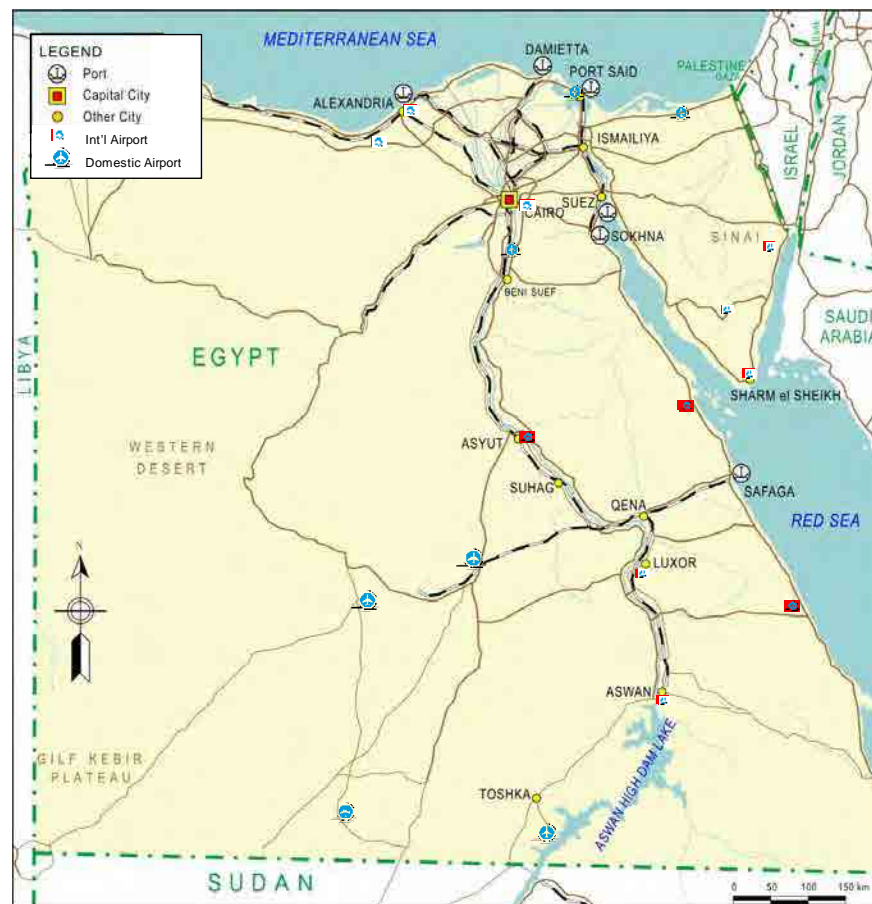 MEDITERRANEAN SEA
LEGEND
Port
Capital City
Other City
Int'l Airport
Domestic Airport
DAMIETTA
PORT SAID
PALESTINE
GAZA
ALEXANDRIA
ISMAILIYA
ISRAEL
JORDAN
SUEZ
CAIRO
SOKHNA
SINAI
BENI SUEF
SAUDI
ARABIA
LIBYA
EGYPT
SHARM el SHEIKH
WESTERN
DESERT
ASYUT
SUHAG
QENA
SAFAGA
RED SEA
N
LUXOR
ASWAN
GILF KEBIR
PLATEAU
TOSHKA
ASWAN HIGH DAM LAKE
SUDAN
0 50 100 150 km